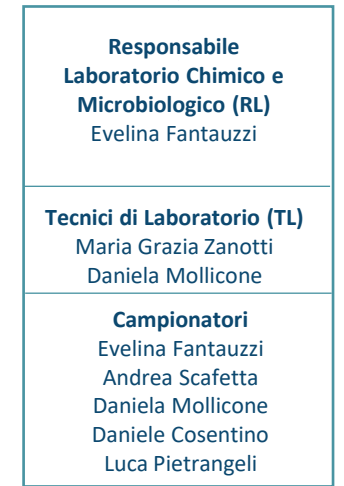 Responsabile
Laboratorio Chimico e
Microbiologico (RL)
Evelina Fantauzzi
Tecnici di Laboratorio (TL)
Maria Grazia Zanotti
Daniela Mollicone
Campionatori
Evelina Fantauzzi
Andrea Scafetta
Daniela Mollicone
Daniele Cosentino
Luca Pietrangeli